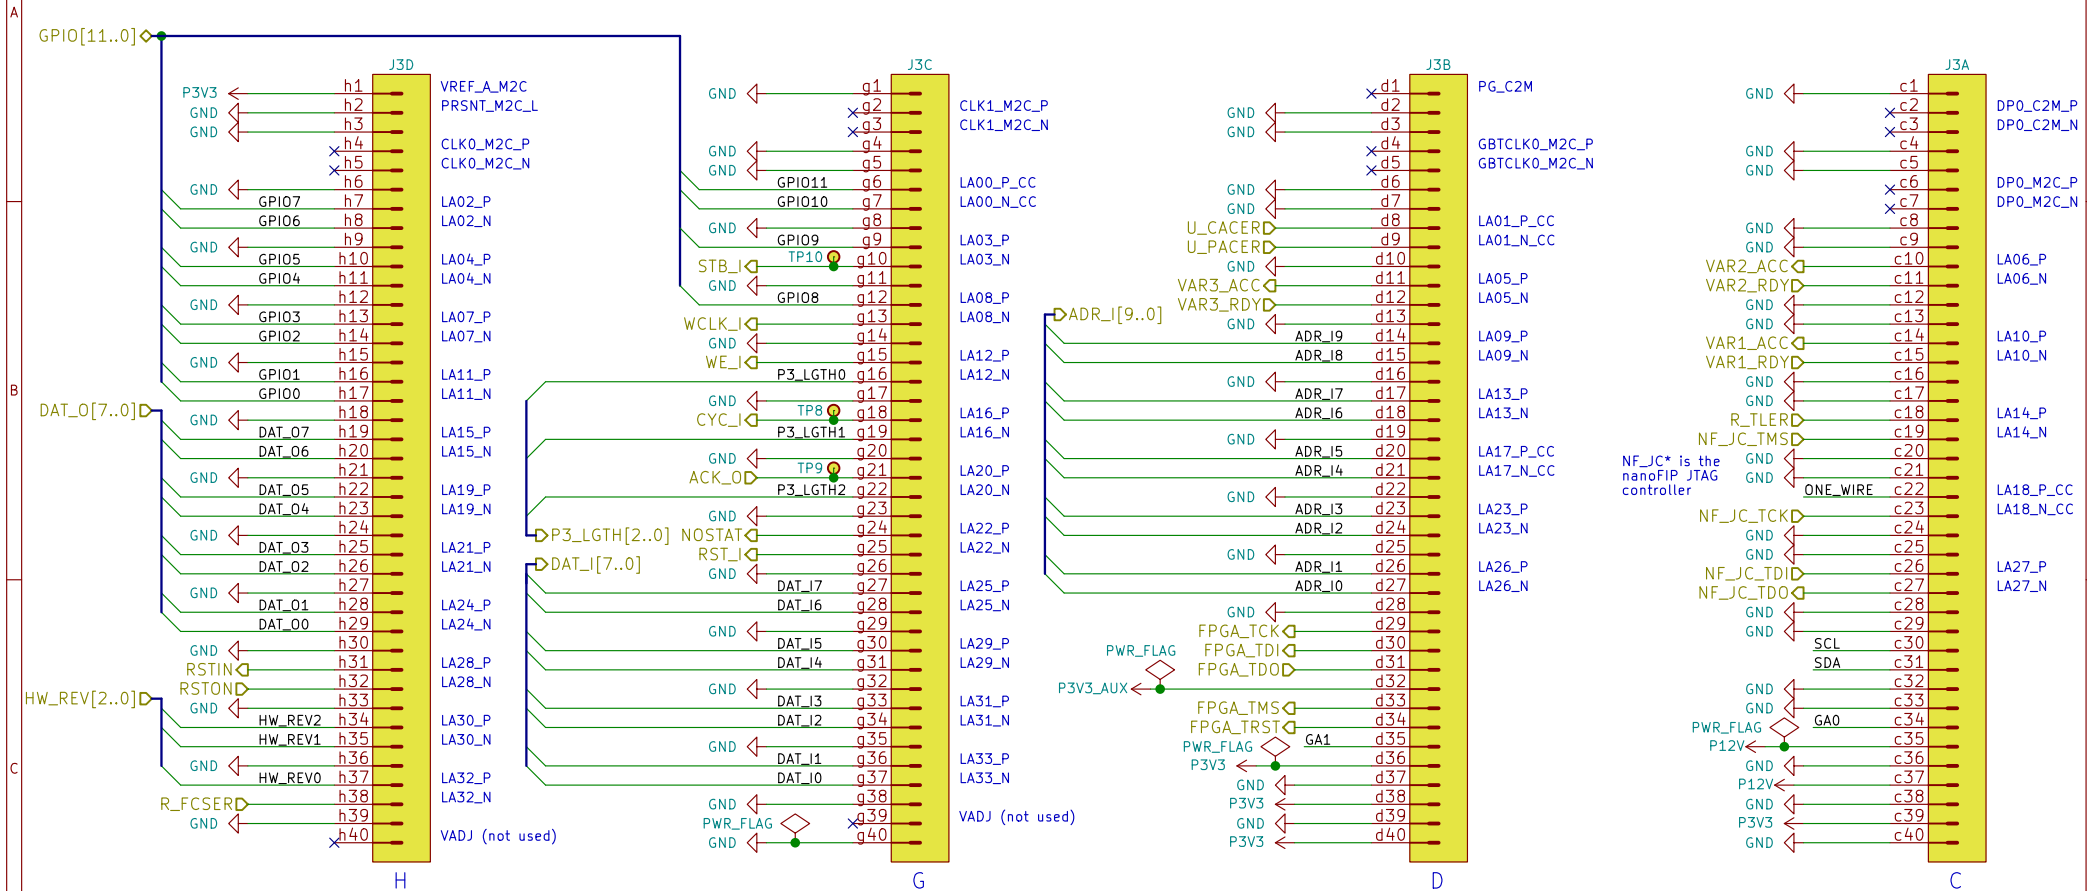 A
B
C
GPIO[11..0]
DAT_O[7..0]
HW_REV[2..0]
J3D
P3V3 h1 VREF_A_M2C
GND h2 PRSNT_M2C_L
GND h3
h4 CLK0_M2C_P
h5 CLK0_M2C_N
GND h6
GPIO7 h7 LA02_P
GPIO6 h8 LA02_N
GND h9
GPIO5 h10 LA04_P
GPIO4 h11 LA04_N
GND h12
GPIO3 h13 LA07_P
GPIO2 h14 LA07_N
GND h15
GPIO1 h16 LA11_P
GPIO0 h17 LA11_N
GND h18
DAT_O7 h19 LA15_P
DAT_O6 h20 LA15_N
GND h21
DAT_O5 h22 LA19_P
DAT_O4 h23 LA19_N
GND h24
DAT_O3 h25 LA21_P
DAT_O2 h26 LA21_N
GND h27
DAT_O1 h28 LA24_P
DAT_O0 h29 LA24_N
GND h30
RSTIN h31 LA28_P
RSTON h32 LA28_N
GND h33
HW_REV2 h34 LA30_P
HW_REV1 h35 LA30_N
GND h36
HW_REV0 h37 LA32_P
R_FCSER h38 LA32_N
GND h39
h40 VADJ (not used)
H
J3C
GND g1
g2 CLK1_M2C_P
g3 CLK1_M2C_N
GND g4
GND g5
GPIO11 g6 LA00_P_CC
GPIO10 g7 LA00_N_CC
GND g8
GPIO9 g9 LA03_P
TP10
STB_I g10 LA03_N
GND g11
GPIO8 g12 LA08_P
WCLK_I g13 LA08_N
GND g14
WE_I g15 LA12_P
P3_LGTH0 g16 LA12_N
GND g17
TP8
CYC_I g18 LA16_P
P3_LGTH1 g19 LA16_N
GND g20
TP9
ACK_O g21 LA20_P
P3_LGTH2 g22 LA20_N
GND g23
P3_LGTH[2..0]
NOSTAT g24 LA22_P
RST_I g25 LA22_N
DAT_I[7..0]
GND g26
DAT_I7 g27 LA25_P
DAT_I6 g28 LA25_N
GND g29
DAT_I5 g30 LA29_P
DAT_I4 g31 LA29_N
GND g32
DAT_I3 g33 LA31_P
DAT_I2 g34 LA31_N
GND g35
DAT_I1 g36 LA33_P
DAT_I0 g37 LA33_N
GND g38
PWR_FLAG
g39 VADJ (not used)
GND g40
G
J3B
d1 PG_C2M
GND d2
GND d3
d4 GBTCLK0_M2C_P
d5 GBTCLK0_M2C_N
GND d6
GND d7
U_CACER d8 LA01_P_CC
U_PACER d9 LA01_N_CC
GND d10
VAR3_ACC d11 LA05_P
VAR3_RDY d12 LA05_N
ADR_I[9..0]
GND d13
ADR_I9 d14 LA09_P
ADR_I8 d15 LA09_N
GND d16
ADR_I7 d17 LA13_P
ADR_I6 d18 LA13_N
GND d19
ADR_I5 d20 LA17_P_CC
ADR_I4 d21 LA17_N_CC
GND d22
ADR_I3 d23 LA23_P
ADR_I2 d24 LA23_N
GND d25
ADR_I1 d26 LA26_P
ADR_I0 d27 LA26_N
GND d28
FPGA_TCK d29
FPGA_TDI d30
PWR_FLAG
FPGA_TDO d31
P3V3_AUX d32
FPGA_TMS d33
FPGA_TRST d34
PWR_FLAG GA1 d35
P3V3 d36
GND d37
P3V3 d38
GND d39
P3V3 d40
D
J3A
GND c1
c2 DP0_C2M_P
c3 DP0_C2M_N
GND c4
GND c5
c6 DP0_M2C_P
c7 DP0_M2C_N
GND c8
GND c9
VAR2_ACC c10 LA06_P
VAR2_RDY c11 LA06_N
GND c12
GND c13
VAR1_ACC c14 LA10_P
VAR1_RDY c15 LA10_N
GND c16
GND c17
R_TLER c18 LA14_P
NF_JC_TMS c19 LA14_N
GND c20
GND c21
NF_JC* is the
nanoFIP JTAG
controller
ONE_WIRE c22 LA18_P_CC
NF_JC_TCK c23 LA18_N_CC
GND c24
GND c25
NF_JC_TDI c26 LA27_P
NF_JC_TDO c27 LA27_N
GND c28
GND c29
SCL c30
SDA c31
GND c32
GND c33
PWR_FLAG GA0 c34
P12V c35
GND c36
P12V c37
GND c38
P3V3 c39
GND c40
C